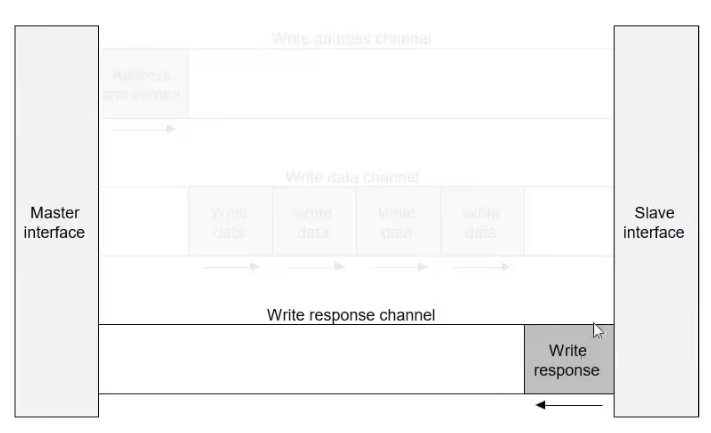 Write address channel
Address
and control
Write data channel
Write
data
Write
data
Write
data
Write
data
Master
interface
Slave
interface
Write response channel
Write
response